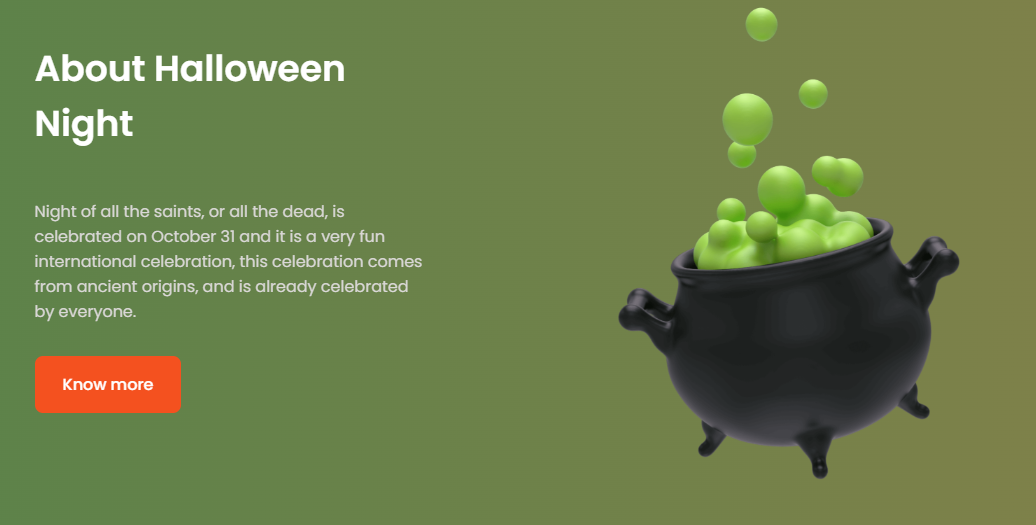 About Halloween
Night
Night of all the saints, or all the dead, is
celebrated on October 31 and it is a very fun
international celebration, this celebration comes
from ancient origins, and is already celebrated
by everyone.
Know more